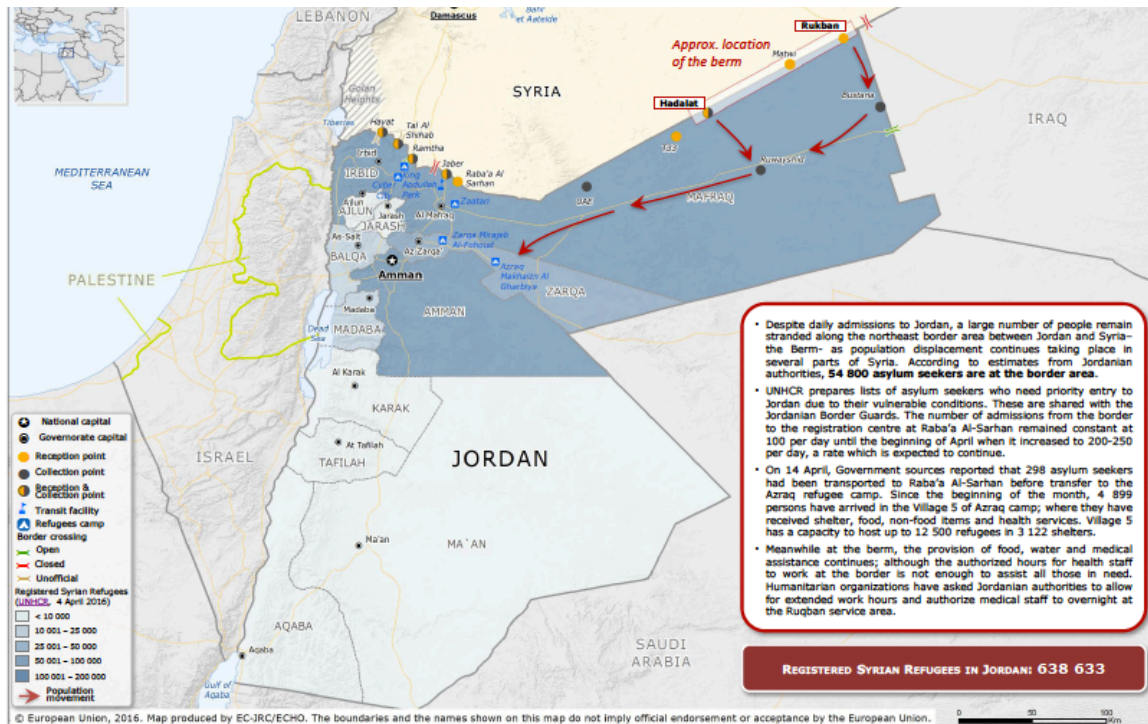 LEBANON
Damascus
Bahr
et Aateide
Rukban
Approx. location
of the berm
Matwi
SYRIA
Golan
Heights
Hadalat
Bustana
IRAQ
Tiberias
Hayat
Tal Al
Shihab
Ramtha
T33
MEDITERRANEAN
SEA
Irbid
IRBID
Jaber
Raba'a Al
Sarhan
Ruwayshid
King
Abdullah
Park
Cyber
City
UAE
MAFRAQ
Ajlun
AJLUN
Jarash
JARASH
Zaatari
Al Mafraq
As-Salt
BALQA
Az-Zarqa'
Zarqa Mirajeeb
Al-Fohood
Amman
Azraq
Makhaizn Al
Gharbiya
ZARQA
PALESTINE
Madaba
MADABA
AMMAN
Dead
Sea
Al Karak
KARAK
At Tafilah
TAFILAH
ISRAEL
JORDAN
Ma'an
MA`AN
AQABA
Aqaba
Gulf of
Aqaba
SAUDI
ARABIA
National capital
Governorate capital
Reception point
Collection point
Reception &
Collection point
Transit facility
Refugees camp
Border crossing
Open
Closed
Unofficial
Registered Syrian Refugees
(UNHCR, 4 April 2016)
< 10 000
10 001 – 25 000
25 001 – 50 000
50 001 – 100 000
100 001 – 200 000
Population
movement
• Despite daily admissions to Jordan, a large number of people remain
stranded along the northeast border area between Jordan and Syria–
the Berm- as population displacement continues taking place in
several parts of Syria. According to estimates from Jordanian
authorities, 54 800 asylum seekers are at the border area.
• UNHCR prepares lists of asylum seekers who need priority entry to
Jordan due to their vulnerable conditions. These are shared with the
Jordanian Border Guards. The number of admissions from the border
to the registration centre at Raba'a Al-Sarhan remained constant at
100 per day until the beginning of April when it increased to 200-250
per day, a rate which is expected to continue.
• On 14 April, Government sources reported that 298 asylum seekers
had been transported to Raba'a Al-Sarhan before transfer to the
Azraq refugee camp. Since the beginning of the month, 4 899
persons have arrived in the Village 5 of Azraq camp; where they have
received shelter, food, non-food items and health services. Village 5
has a capacity to host up to 12 500 refugees in 3 122 shelters.
• Meanwhile at the berm, the provision of food, water and medical
assistance continues; although the authorized hours for health staff
to work at the border is not enough to assist all those in need.
Humanitarian organizations have asked Jordanian authorities to allow
for extended work hours and authorize medical staff to overnight at
the Ruqban service area.
REGISTERED SYRIAN REFUGEES IN JORDAN: 638 633
© European Union, 2016. Map produced by EC-JRC/ECHO. The boundaries and the names shown on this map do not imply official endorsement or acceptance by the European Union.
0 50 100
Km